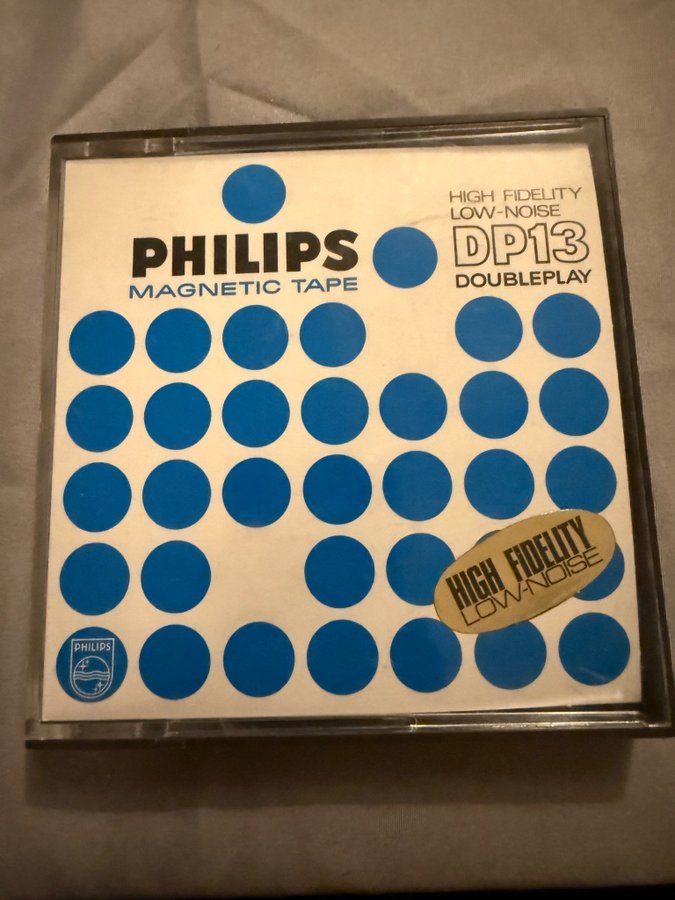 HIGH FIDELITY
LOW-NOISE
DP13
DOUBLEPLAY
PHILIPS
MAGNETIC TAPE
HIGH FIDELITY
LOW-NOISE
PHILIPS